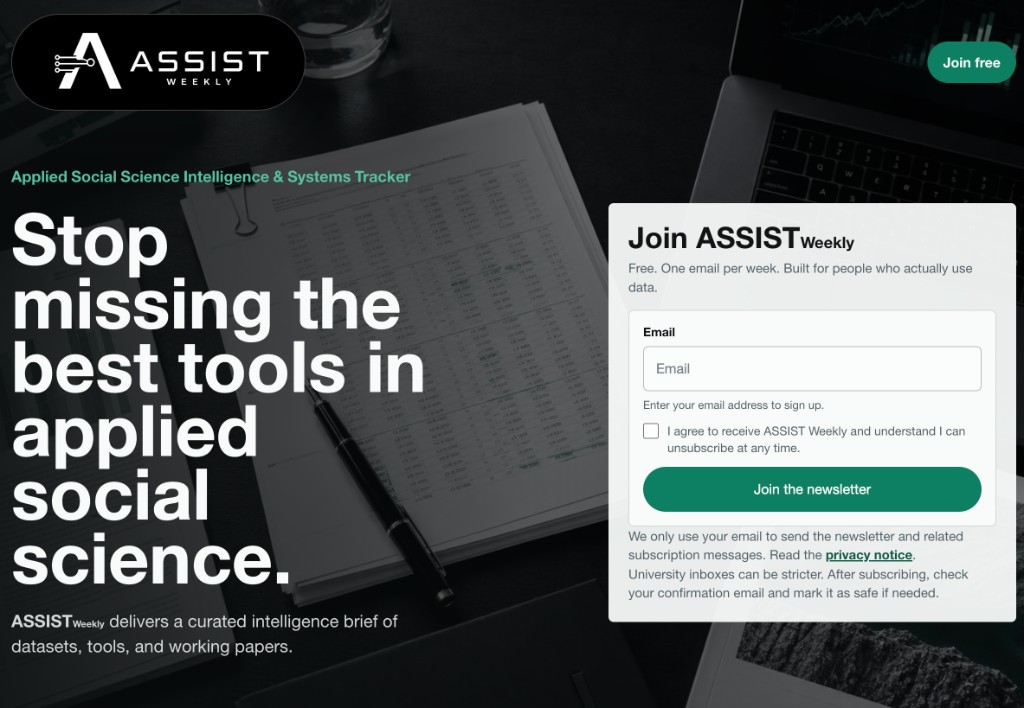 ASSIST
WEEKLY
Join free
Applied Social Science Intelligence & Systems Tracker
Stop
missing the
best tools in
applied
social
science.
ASSISTWeekly delivers a curated intelligence brief of
datasets, tools, and working papers.
Join ASSISTWeekly
Free. One email per week. Built for people who actually use
data.
Email
Email
Enter your email address to sign up.
I agree to receive ASSIST Weekly and understand I can
unsubscribe at any time.
Join the newsletter
We only use your email to send the newsletter and related
subscription messages. Read the privacy notice.
University inboxes can be stricter. After subscribing, check
your confirmation email and mark it as safe if needed.